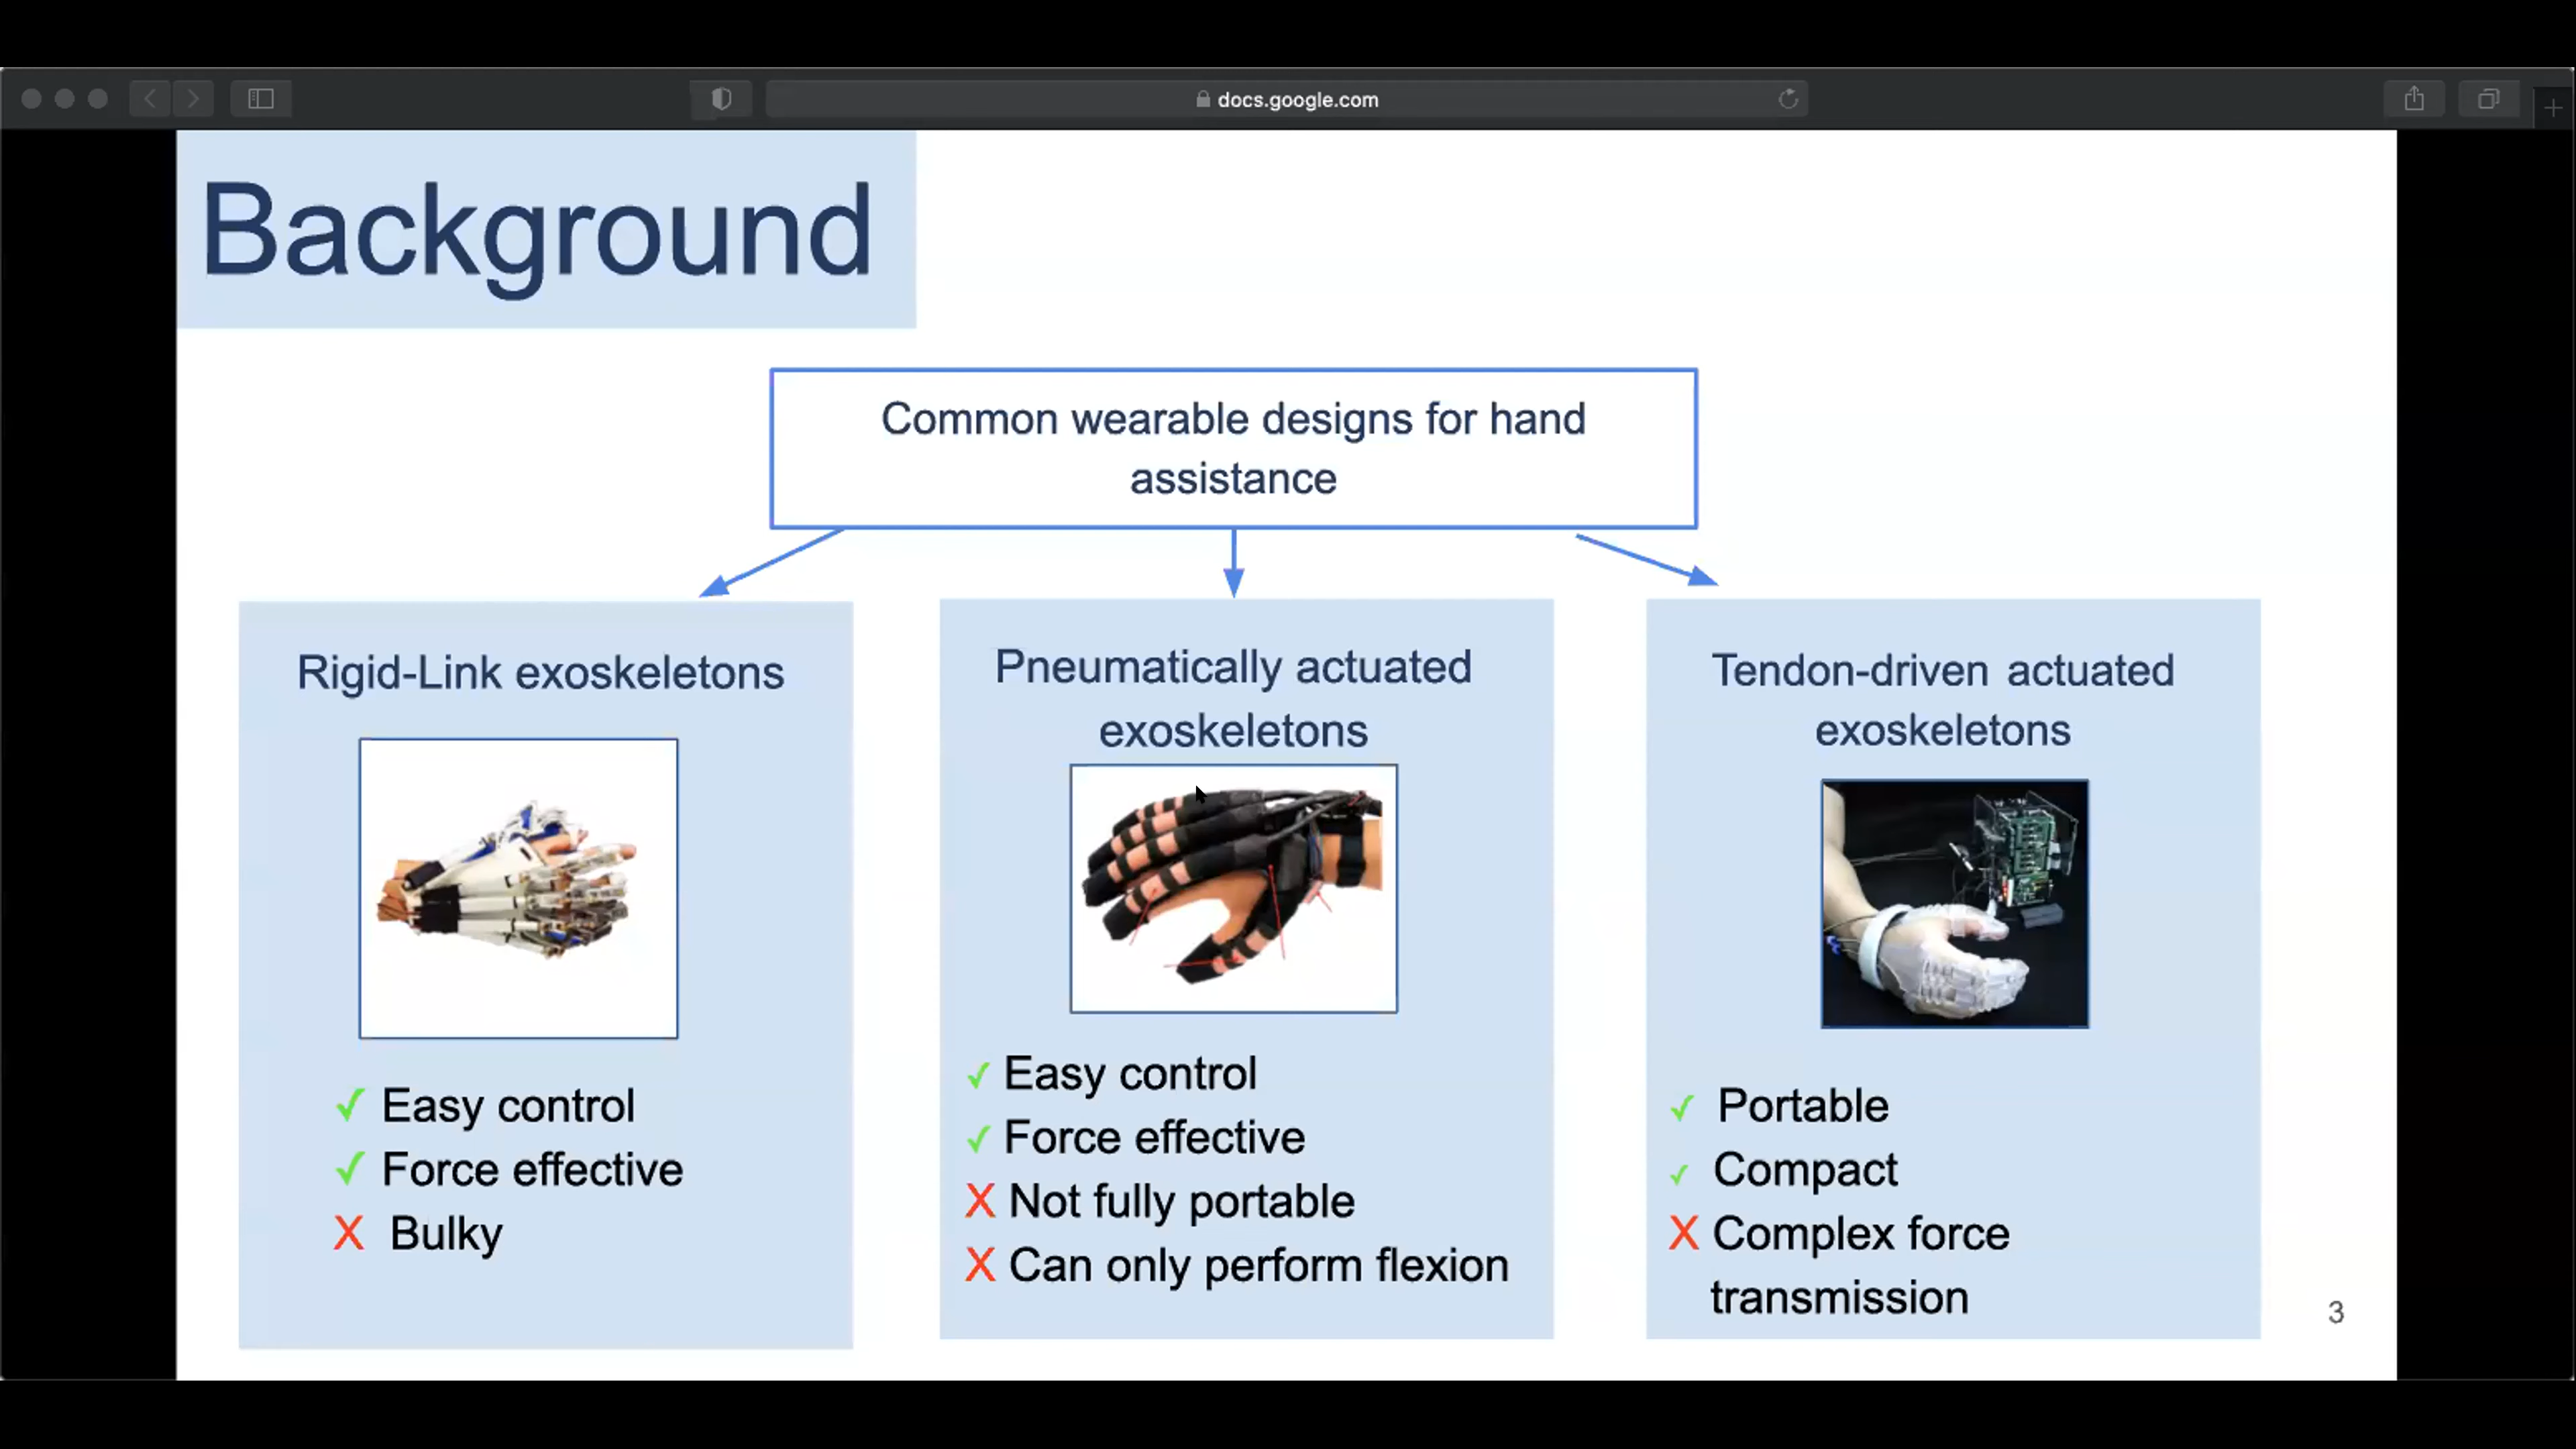 docs.google.com
Background
Common wearable designs for hand
assistance
Rigid-Link exoskeletons
✓ Easy control
✓ Force effective
X Bulky
Pneumatically actuated
exoskeletons
✓ Easy control
✓ Force effective
X Not fully portable
X Can only perform flexion
Tendon-driven actuated
exoskeletons
✓ Portable
✓ Compact
X Complex force
transmission
3